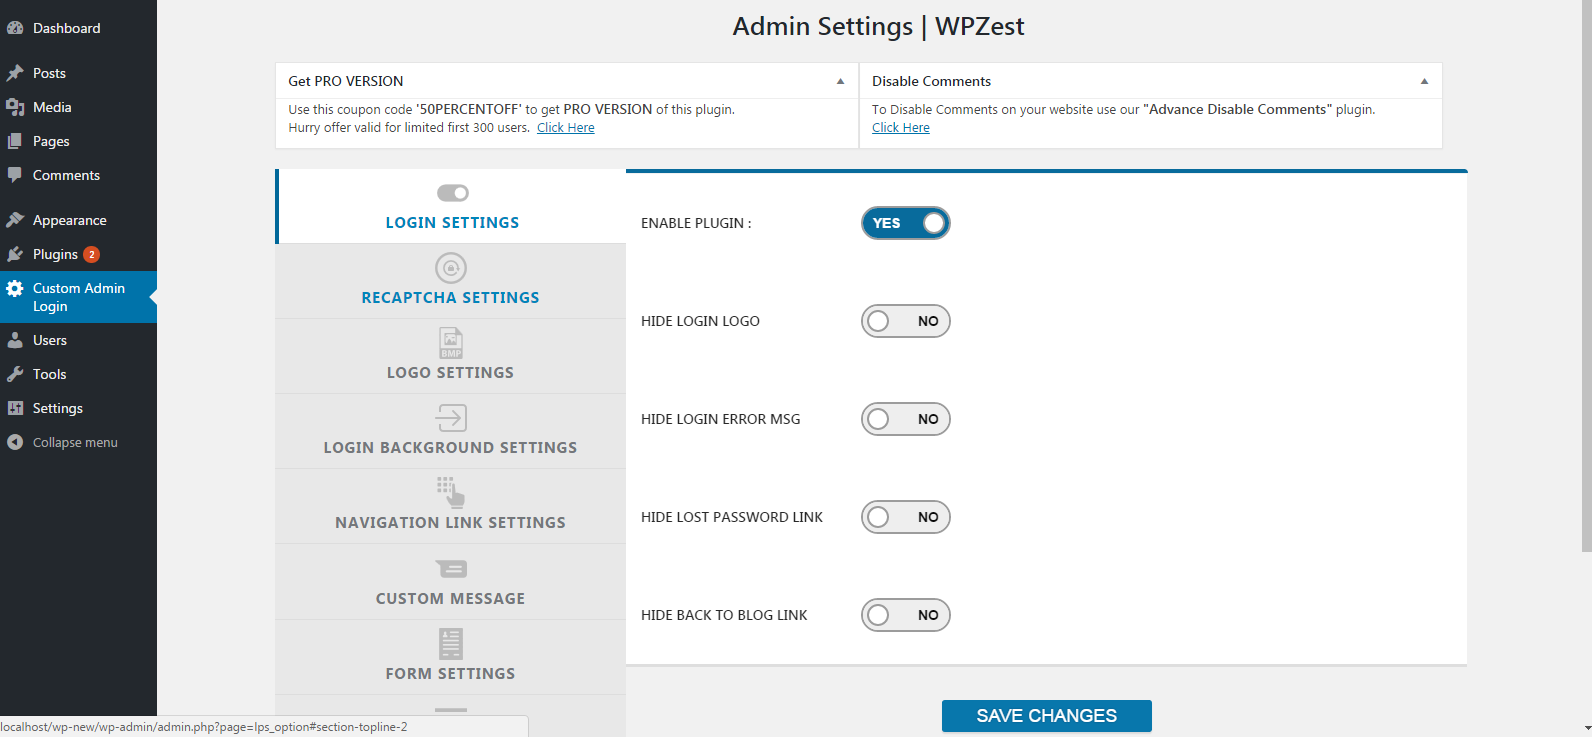 Dashboard
Posts
Media
Pages
Comments
Appearance
Plugins 2
Custom Admin
Login
Users
Tools
Settings
Collapse menu
Admin Settings | WPZest
Get PRO VERSION
Use this coupon code '50PERCENTOFF' to get PRO VERSION of this plugin.
Hurry offer valid for limited first 300 users. Click Here
Disable Comments
To Disable Comments on your website use our "Advance Disable Comments" plugin.
Click Here
LOGIN SETTINGS
RECAPTCHA SETTINGS
BMP
LOGO SETTINGS
LOGIN BACKGROUND SETTINGS
NAVIGATION LINK SETTINGS
CUSTOM MESSAGE
FORM SETTINGS
ENABLE PLUGIN : YES
HIDE LOGIN LOGO NO
HIDE LOGIN ERROR MSG NO
HIDE LOST PASSWORD LINK NO
HIDE BACK TO BLOG LINK NO
SAVE CHANGES
localhost/wp-new/wp-admin/admin.php?page=lps_option#section-topline-2